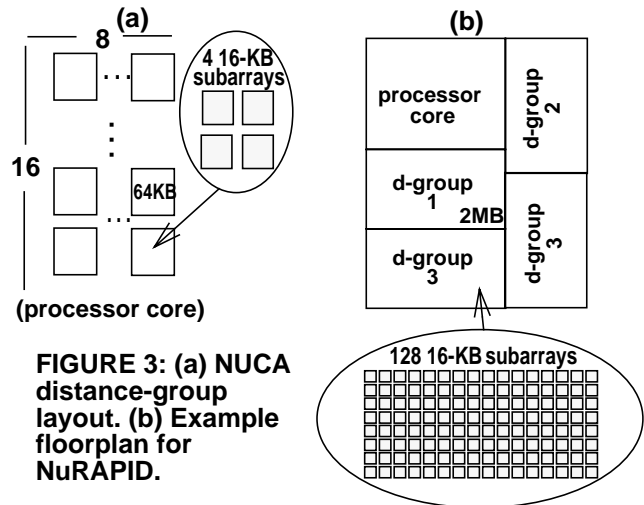 (a)
8
4 16-KB
subarrays
...
16
64KB
...
(processor core)
FIGURE 3: (a) NUCA
distance-group
layout. (b) Example
floorplan for
NuRAPID.
(b)
processor
core
d-group
2
d-group
1
2MB
d-group
3
d-group
3
128 16-KB subarrays